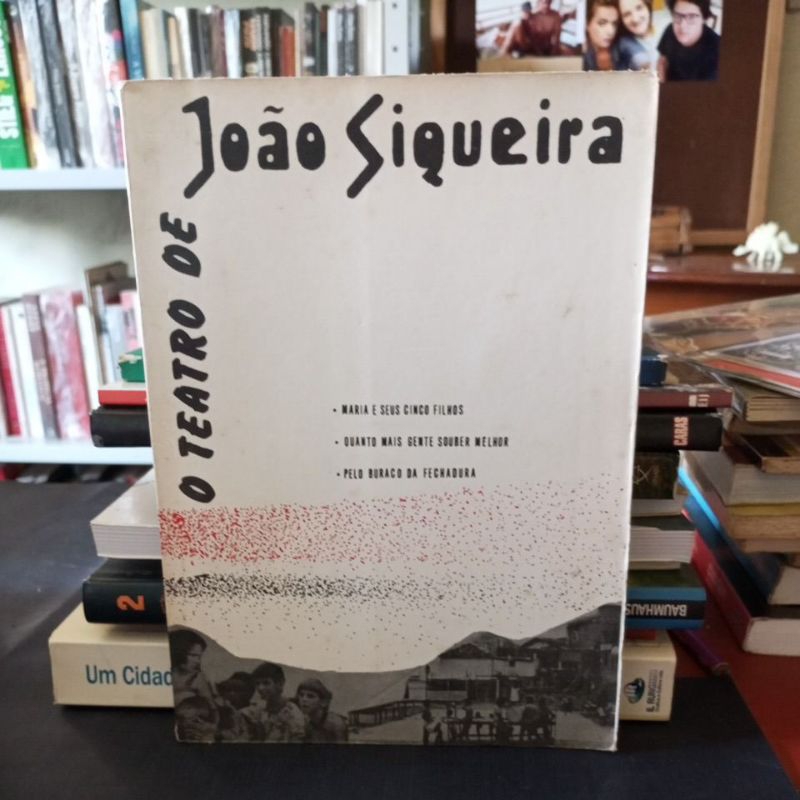 João Siqueira
O TEATRO DE
• MARIA E SEUS CINCO FILHOS
• QUANTO MAIS GENTE SOUBER MELHOR
• PELO BURACO DA FECHADURA
CARAS
2
BAUMHAUS
Um Cidad